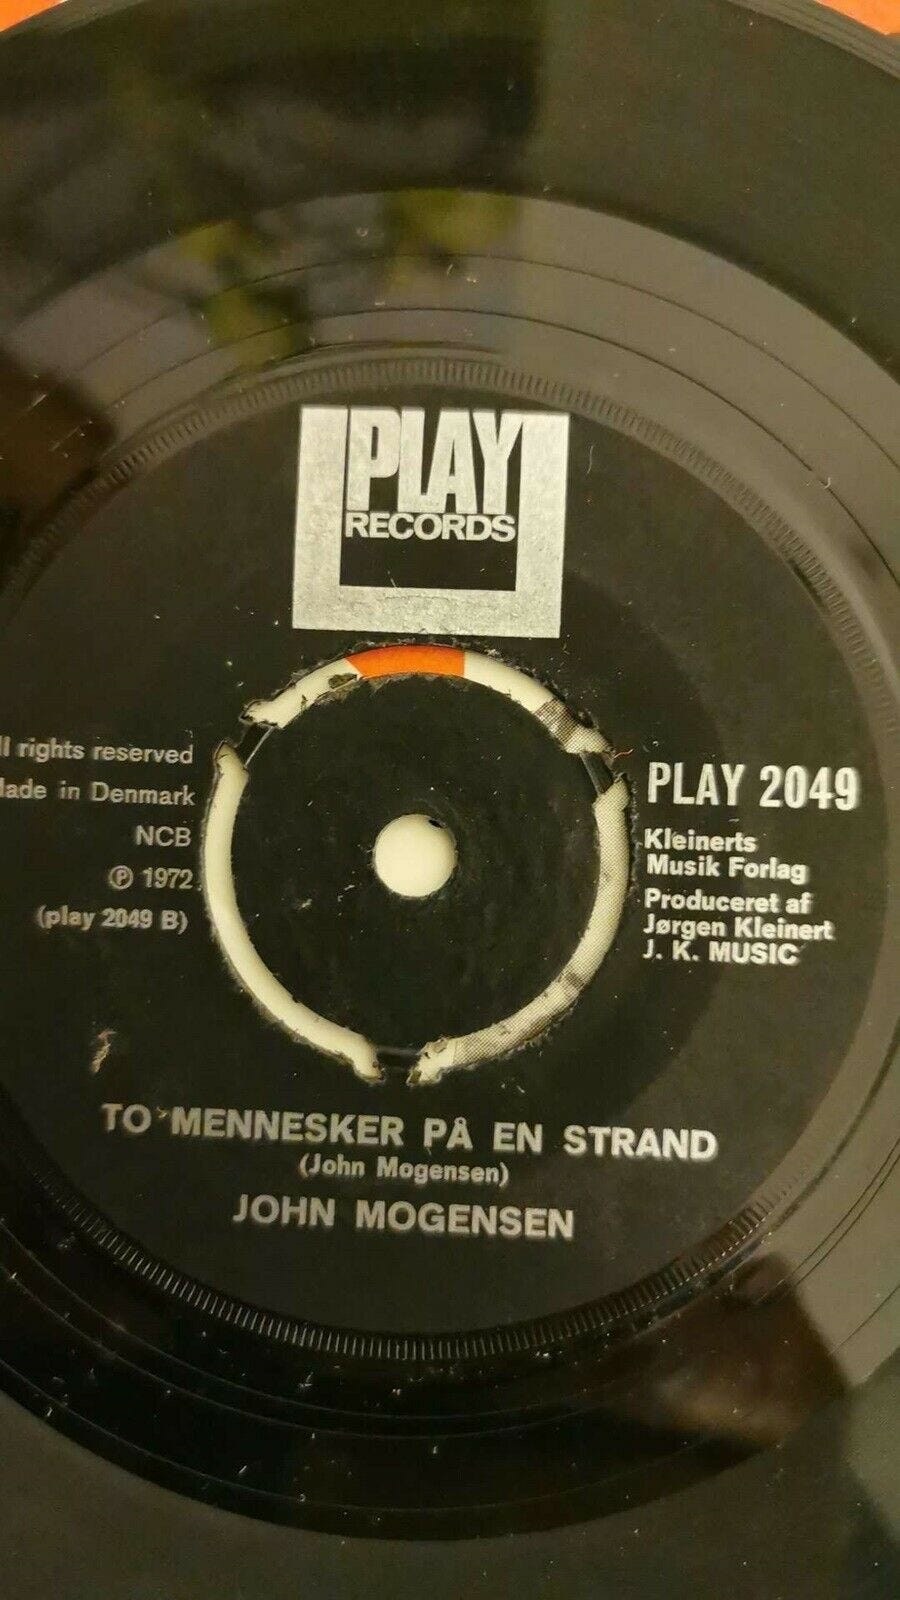 PLAY
RECORDS
ll rights reserved
ade in Denmark
NCB
℗ 1972
(play 2049 B)
PLAY 2049
Kleinerts
Musik Forlag
Produceret af
Jørgen Kleinert
J. K. MUSIC
TO MENNESKER PÅ EN STRAND
(John Mogensen)
JOHN MOGENSEN